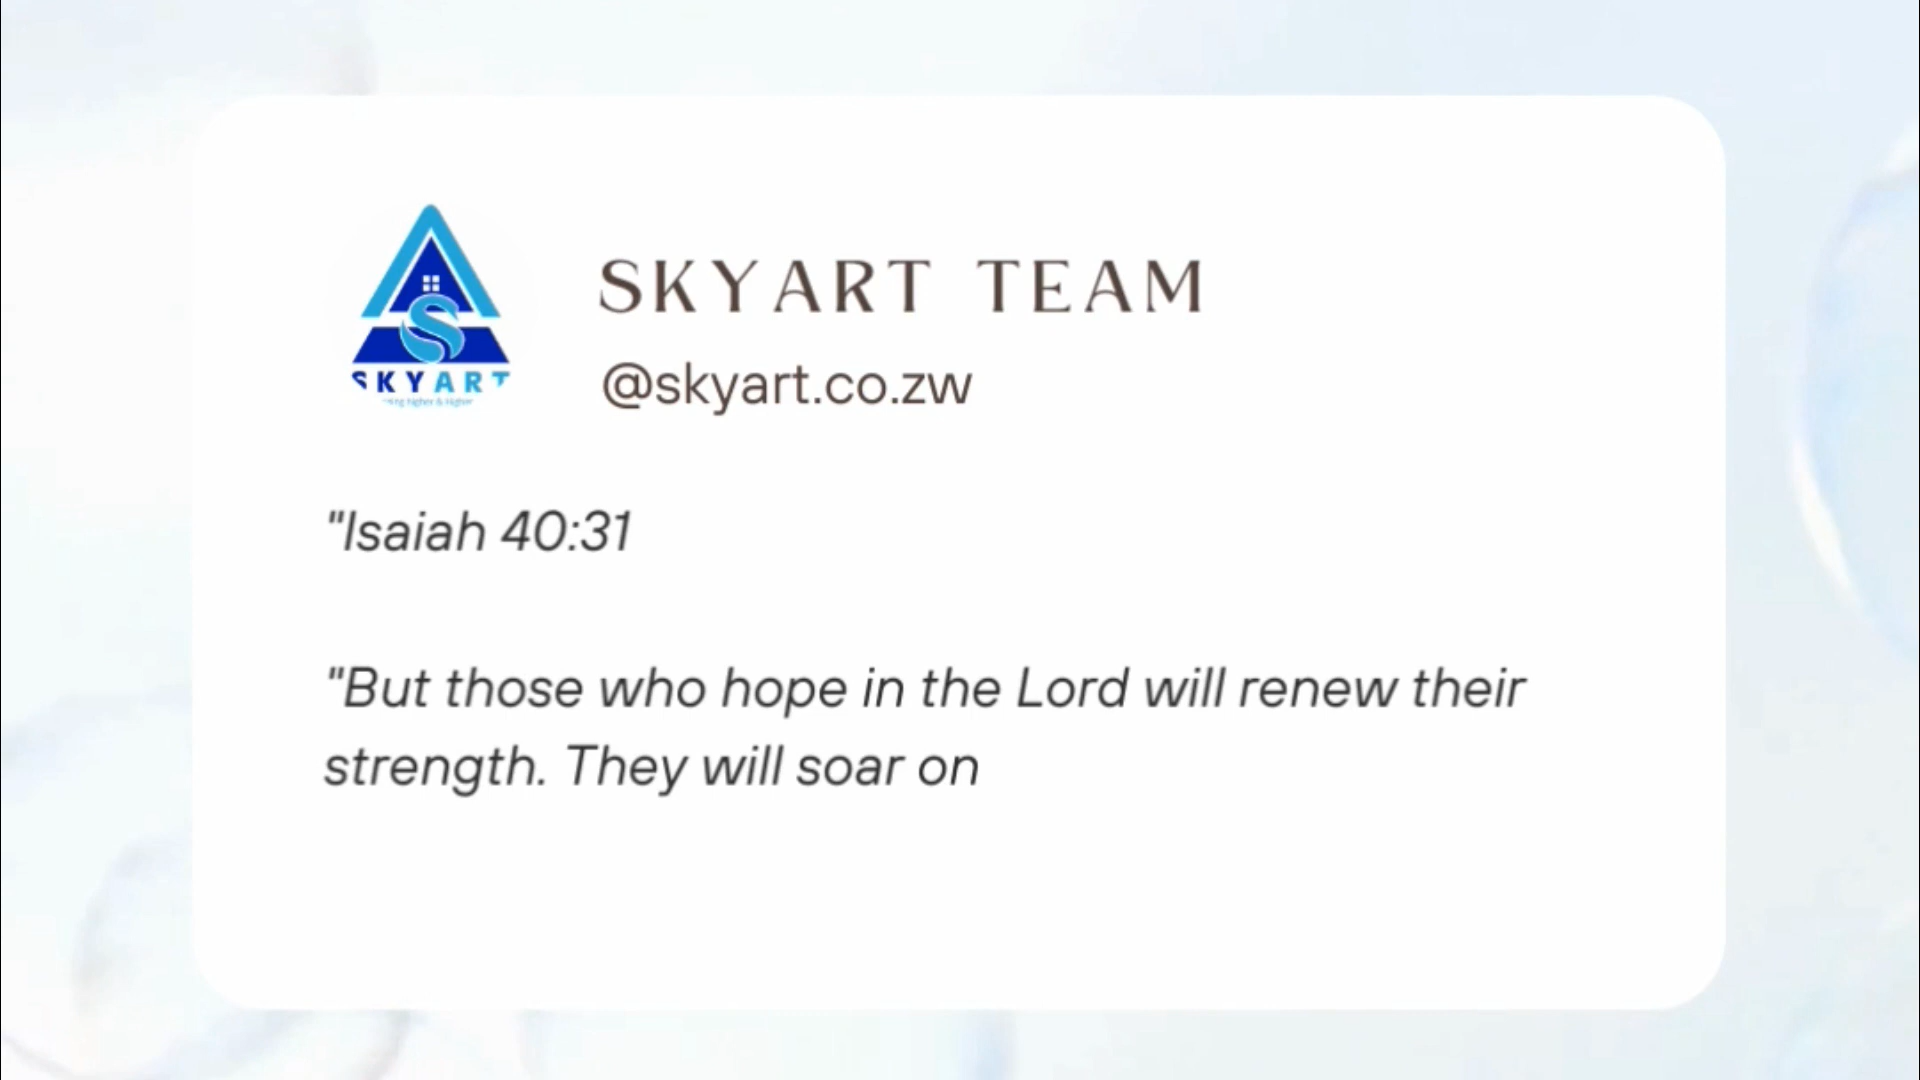 SKYART
SKYART TEAM
@skyart.co.zw
"Isaiah 40:31
"But those who hope in the Lord will renew their
strength. They will soar on